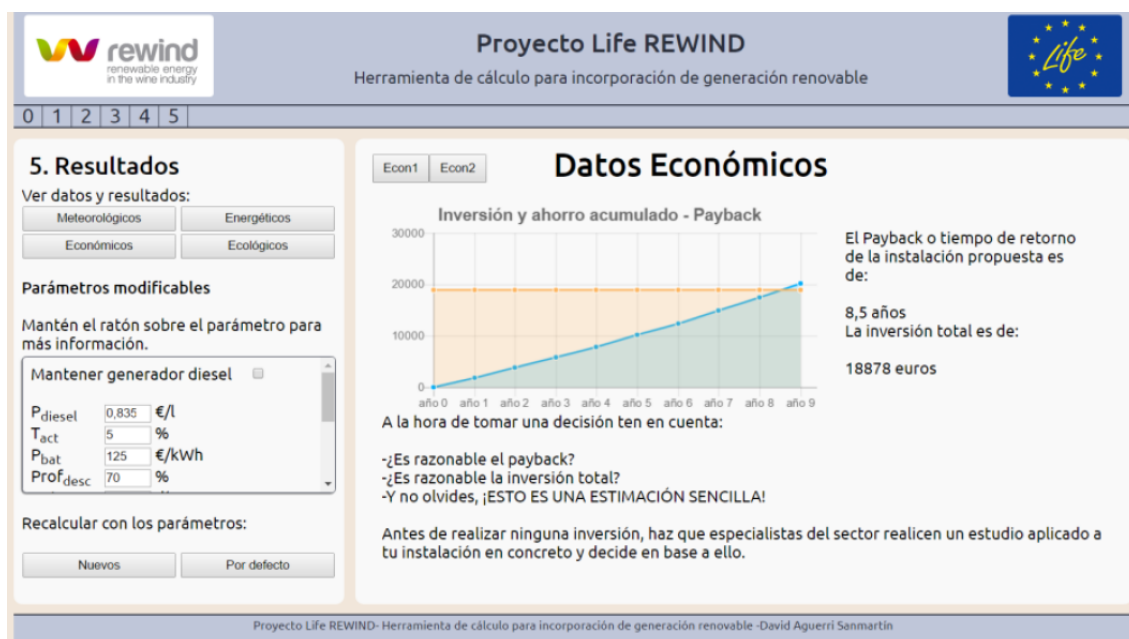 rewind
renewable energy
in the wine industry
Proyecto Life REWIND
Herramienta de cálculo para incorporación de generación renovable
Life
0 1 2 3 4 5
5. Resultados
Ver datos y resultados:
Meteorológicos Energéticos
Económicos Ecológicos
Parámetros modificables
Mantén el ratón sobre el parámetro para
más información.
Mantener generador diesel
Pdiesel 0,835 €/l
Tact 5 %
Pbat 125 €/kWh
Profdesc 70 %
Recalcular con los parámetros:
Nuevos Por defecto
Econ1 Econ2
Datos Económicos
Inversión y ahorro acumulado - Payback
30000
20000
10000
0
año 0 año 1 año 2 año 3 año 4 año 5 año 6 año 7 año 8 año 9
El Payback o tiempo de retorno
de la instalación propuesta es
de:
8,5 años
La inversión total es de:
18878 euros
A la hora de tomar una decisión ten en cuenta:
-¿Es razonable el payback?
-¿Es razonable la inversión total?
-Y no olvides, ¡ESTO ES UNA ESTIMACIÓN SENCILLA!
Antes de realizar ninguna inversión, haz que especialistas del sector realicen un estudio aplicado a
tu instalación en concreto y decide en base a ello.
Proyecto Life REWIND- Herramienta de cálculo para incorporación de generación renovable -David Aguerri Sanmartín